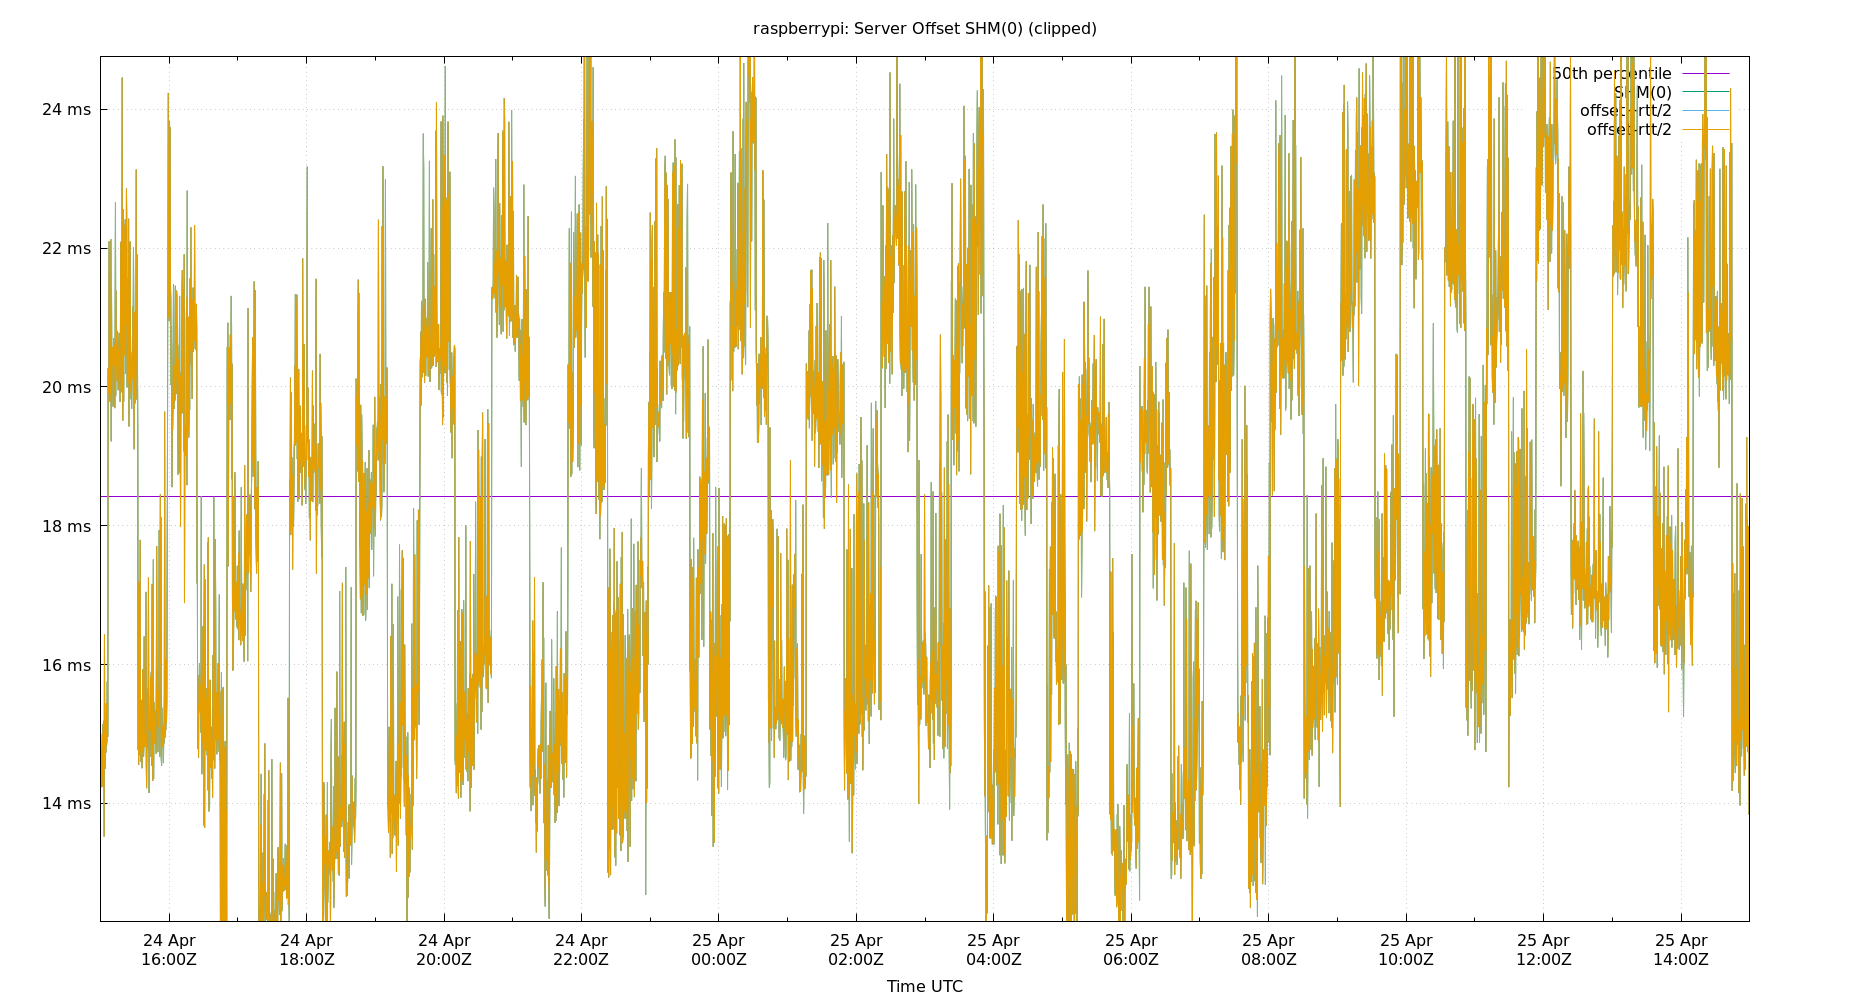 raspberrypi: Server Offset SHM(0) (clipped)
50th percentile
SHM(0)
offset+rtt/2
offset-rtt/2
24 ms
22 ms
20 ms
18 ms
16 ms
14 ms
24 Apr 24 Apr 24 Apr 24 Apr 25 Apr 25 Apr 25 Apr 25 Apr 25 Apr 25 Apr 25 Apr 25 Apr
16:00Z 18:00Z 20:00Z 22:00Z 00:00Z 02:00Z 04:00Z 06:00Z 08:00Z 10:00Z 12:00Z 14:00Z
Time UTC